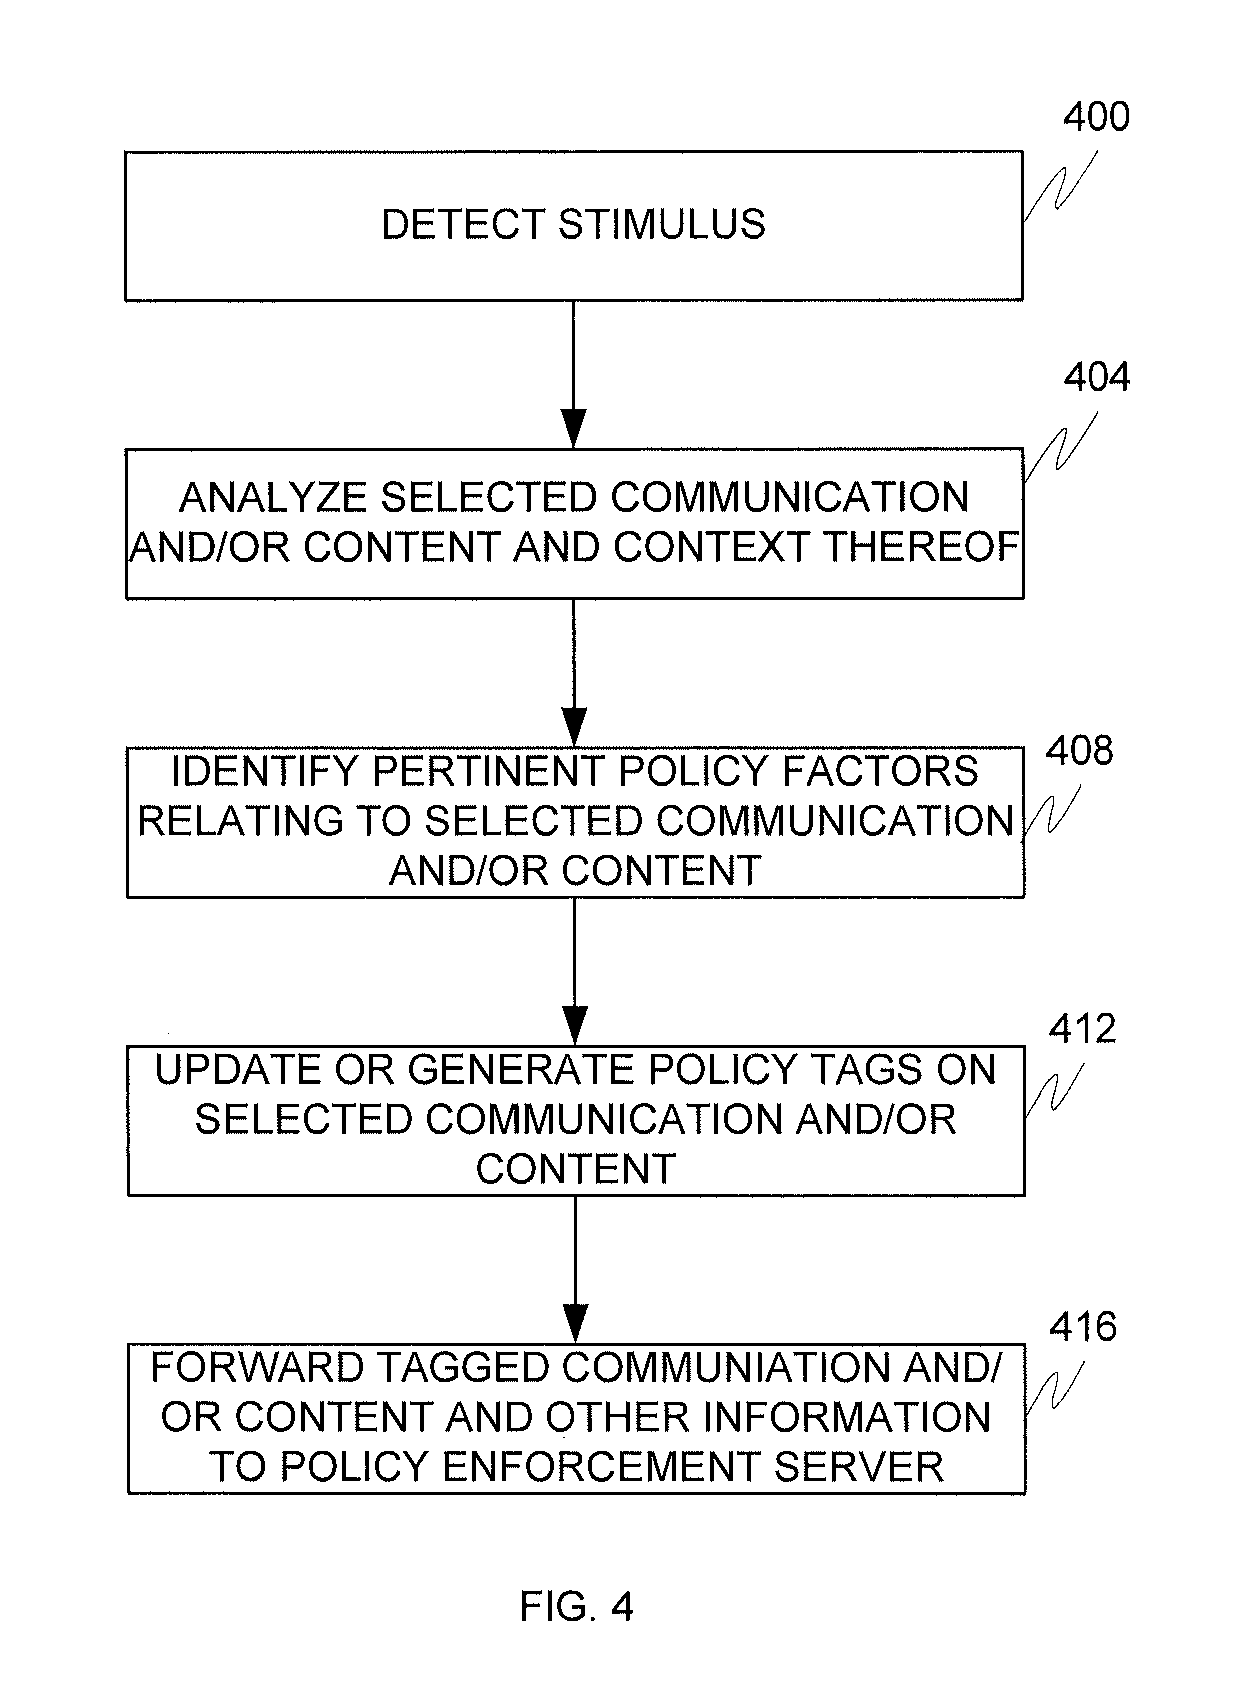 400
DETECT STIMULUS
404
ANALYZE SELECTED COMMUNICATION
AND/OR CONTENT AND CONTEXT THEREOF
408
IDENTIFY PERTINENT POLICY FACTORS
RELATING TO SELECTED COMMUNICATION
AND/OR CONTENT
412
UPDATE OR GENERATE POLICY TAGS ON
SELECTED COMMUNICATION AND/OR
CONTENT
416
FORWARD TAGGED COMMUNIATION AND/
OR CONTENT AND OTHER INFORMATION
TO POLICY ENFORCEMENT SERVER
FIG. 4